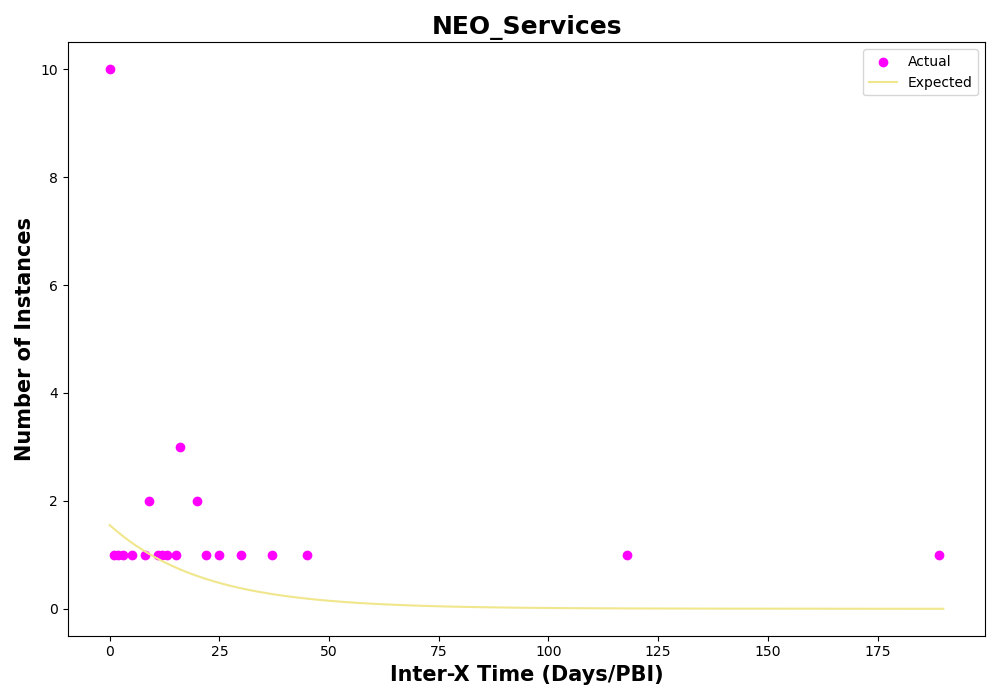 NEO_Services
Actual
Expected
Number of Instances
10
8
6
4
2
0
0
25
50
75
100
125
150
175
Inter-X Time (Days/PBI)